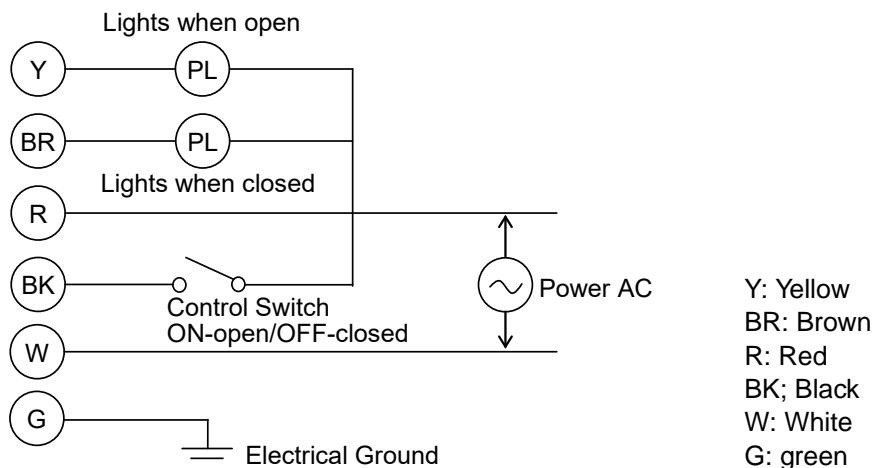 Lights when open
Y
PL
BR
PL
Lights when closed
R
BK
Control Switch
ON-open/OFF-closed
Power AC
W
G
Electrical Ground
Y: Yellow
BR: Brown
R: Red
BK; Black
W: White
G: green